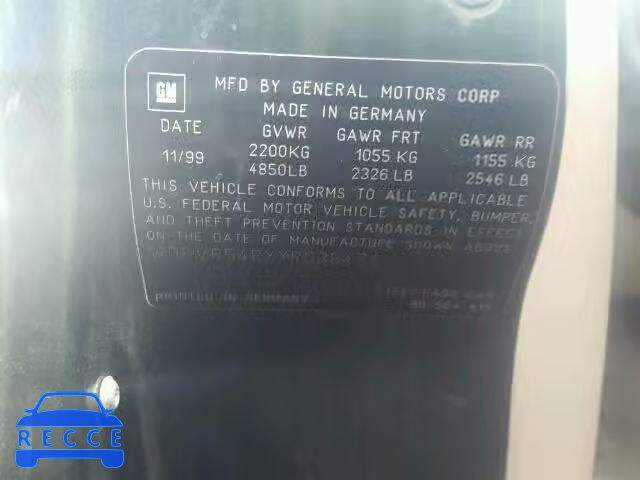 GM
MFD BY GENERAL MOTORS CORP
MADE IN GERMANY
DATE GVWR GAWR FRT GAWR RR
11/99 2200KG 1055 KG 1155 KG
4850LB 2326 LB 2546 LB
THIS VEHICLE CONFORMS TO ALL APPLICABLE
U.S. FEDERAL MOTOR VEHICLE SAFETY, BUMPER,
AND THEFT PREVENTION STANDARDS IN EFFECT
ON THE DATE OF MANUFACTURE SHOWN ABOVE
PRINTED IN GERMANY
RECCE